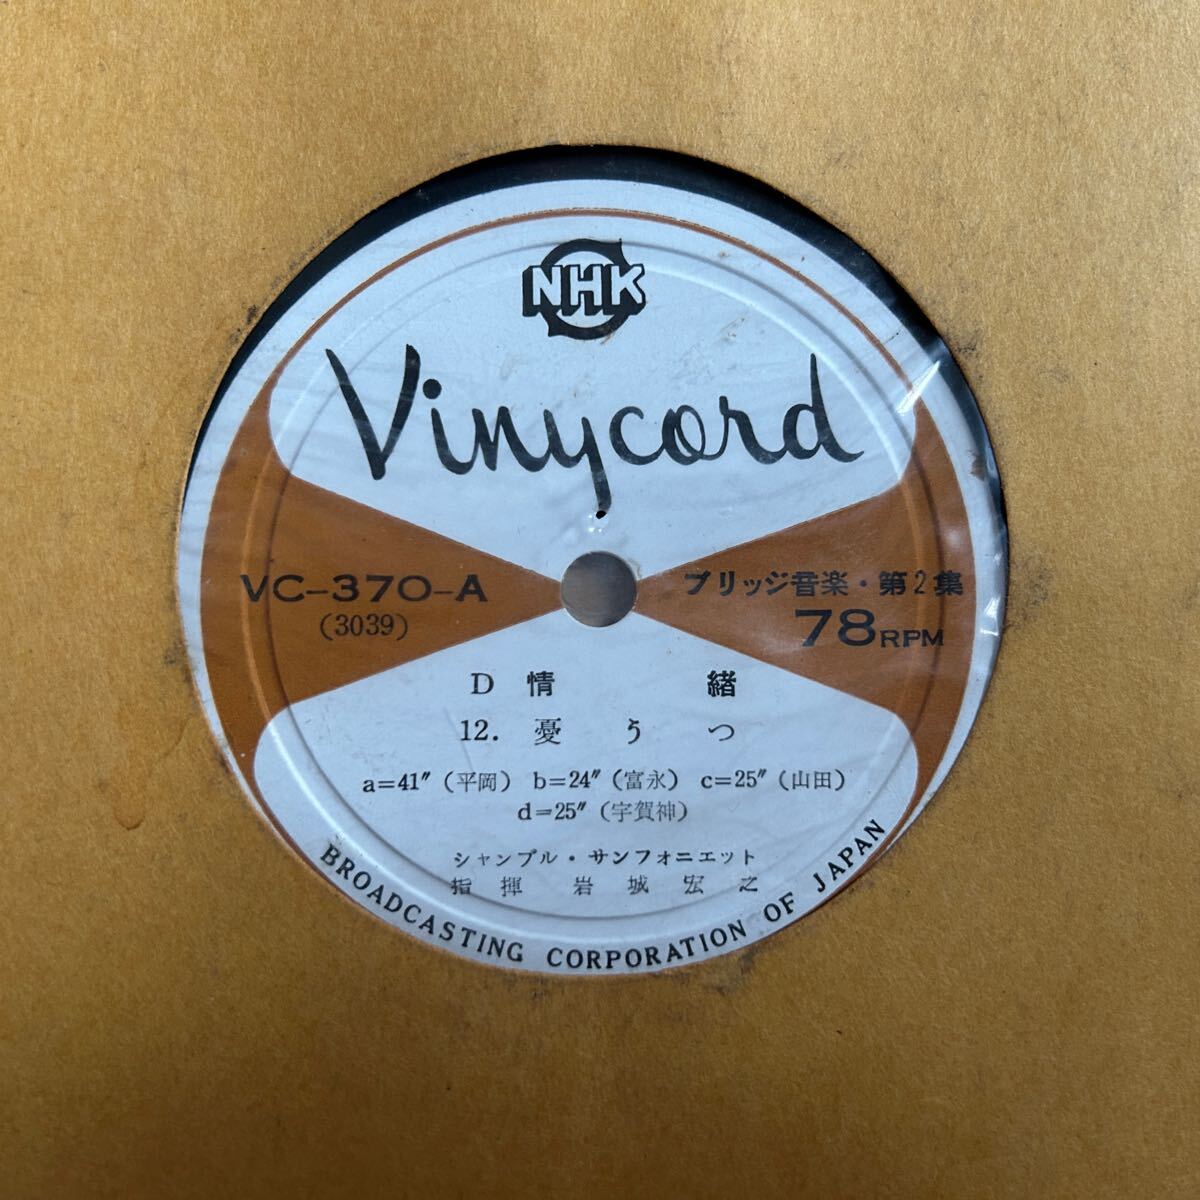 NHK
Vinycord
VC-370-A
(3039)
ブリッジ音楽・第2集
78RPM
D 情 緒
12. 憂 う つ
a=41″ (平岡) b=24″ (富永) c=25″ (山田)
d=25″ (宇賀神)
シャンブル・サンフォニエット
指 揮 岩 城 宏 之
BROADCASTING CORPORATION OF JAPAN